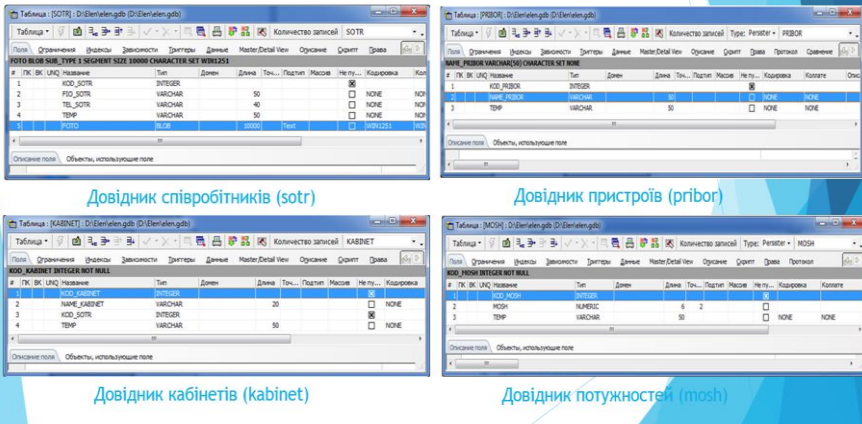 Таблица : [SOTR] : D:\Elen\elen.gdb (D:\Elen\elen.gdb)
Таблица Количество записей SOTR
Поля Ограничения Индексы Зависимости Триггеры Данные Master/Detail View Описание Скрипт Права
FOTO BLOB SUB_TYPE 1 SEGMENT SIZE 10000 CHARACTER SET WIN1251
# ПК ВК UNQ Название Тип Домен Длина Точ... Подтип Массив Не пу... Кодировка Кол
1 KOD_SOTR INTEGER
2 FIO_SOTR VARCHAR 50 NONE NON
3 TEL_SOTR VARCHAR 40 NONE NON
4 TEMP VARCHAR 50 NONE NON
5 FOTO BLOB 10000 Text WIN1251 WIN
Описание поля Объекты, использующие поле
Довідник співробітників (sotr)
Таблица : [PRIBOR] : D:\Elen\elen.gdb (D:\Elen\elen.gdb)
Таблица Количество записей Type: Persister PRIBOR
Поля Ограничения Индексы Зависимости Триггеры Данные Master/Detail View Описание Скрипт Права Протокол Сравнение
NAME_PRIBOR VARCHAR(50) CHARACTER SET NONE
# ПК ВК UNQ Название Тип Домен Длина Точ... Подтип Массив Не пу... Кодировка Коллате Опис
1 KOD_PRIBOR INTEGER
2 NAME_PRIBOR VARCHAR 50 NONE NONE
3 TEMP VARCHAR 50 NONE NONE
Описание поля Объекты, использующие поле
Довідник пристроїв (pribor)
Таблица : [KABINET] : D:\Elen\elen.gdb (D:\Elen\elen.gdb)
Таблица Количество записей KABINET
Поля Ограничения Индексы Зависимости Триггеры Данные Master/Detail View Описание Скрипт Права
KOD_KABINET INTEGER NOT NULL
# ПК ВК UNQ Название Тип Домен Длина Точ... Подтип Массив Не пу... Кодировка
1 KOD_KABINET INTEGER
2 NAME_KABINET VARCHAR 20 NONE
3 KOD_SOTR INTEGER
4 TEMP VARCHAR 50 NONE
Описание поля Объекты, использующие поле
Довідник кабінетів (kabinet)
Таблица : [MOSH] : D:\Elen\elen.gdb (D:\Elen\elen.gdb)
Таблица Количество записей Type: Persister MOSH
Поля Ограничения Индексы Зависимости Триггеры Данные Master/Detail View Описание Скрипт Права Протокол
KOD_MOSH INTEGER NOT NULL
# ПК ВК UNQ Название Тип Домен Длина Точ... Подтип Массив Не пу... Кодировка Коллате
1 KOD_MOSH INTEGER
2 MOSH NUMERIC 6 2
3 TEMP VARCHAR 50 NONE NONE
Описание поля Объекты, использующие поле
Довідник потужностей (mosh)